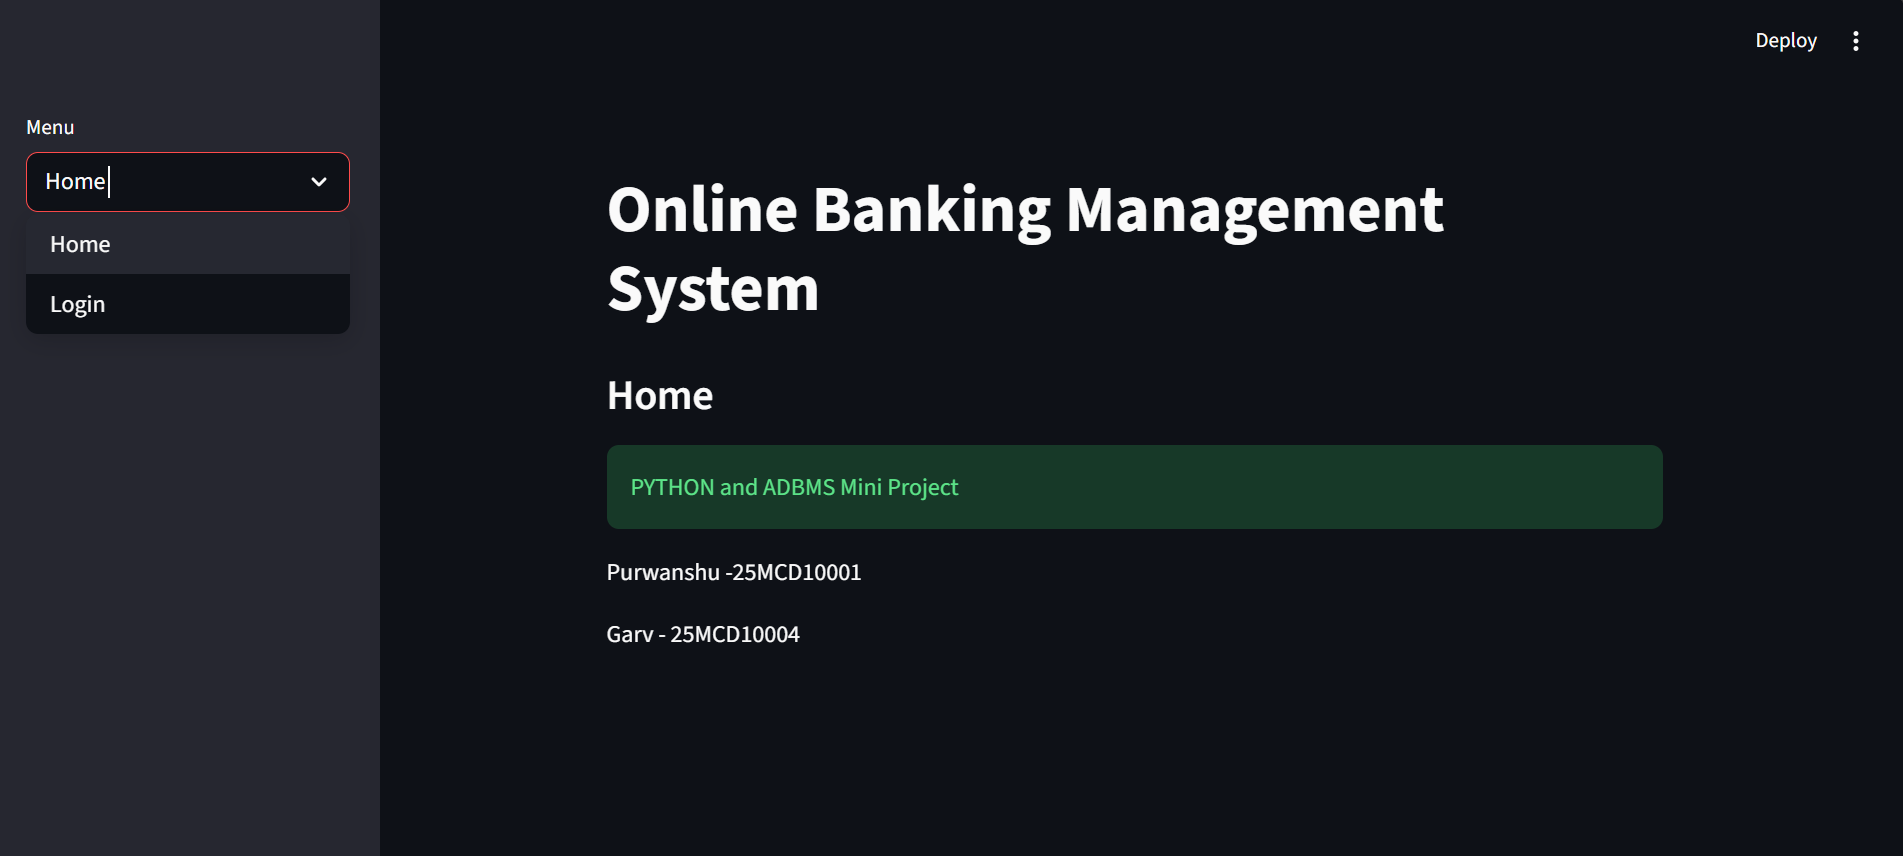 Deploy
Menu
Home
Home
Login
Online Banking Management
System
Home
PYTHON and ADBMS Mini Project
Purwanshu -25MCD10001
Garv - 25MCD10004